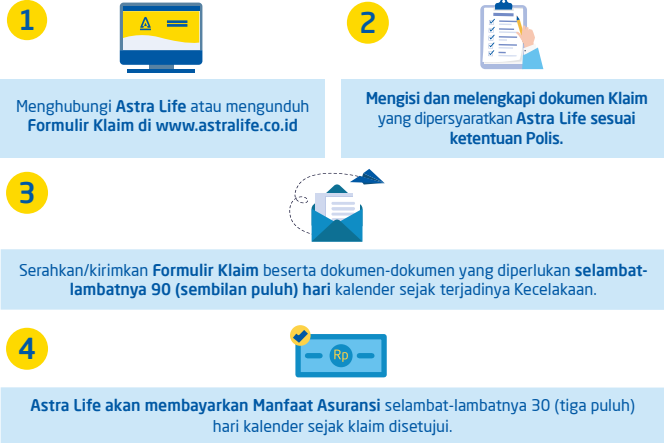 1
Menghubungi Astra Life atau mengunduh
Formulir Klaim di www.astralife.co.id
2
Mengisi dan melengkapi dokumen Klaim
yang dipersyaratkan Astra Life sesuai
ketentuan Polis.
3
Serahkan/kirimkan Formulir Klaim beserta dokumen-dokumen yang diperlukan selambat-
lambatnya 90 (sembilan puluh) hari kalender sejak terjadinya Kecelakaan.
4
Rp
Astra Life akan membayarkan Manfaat Asuransi selambat-lambatnya 30 (tiga puluh)
hari kalender sejak klaim disetujui.